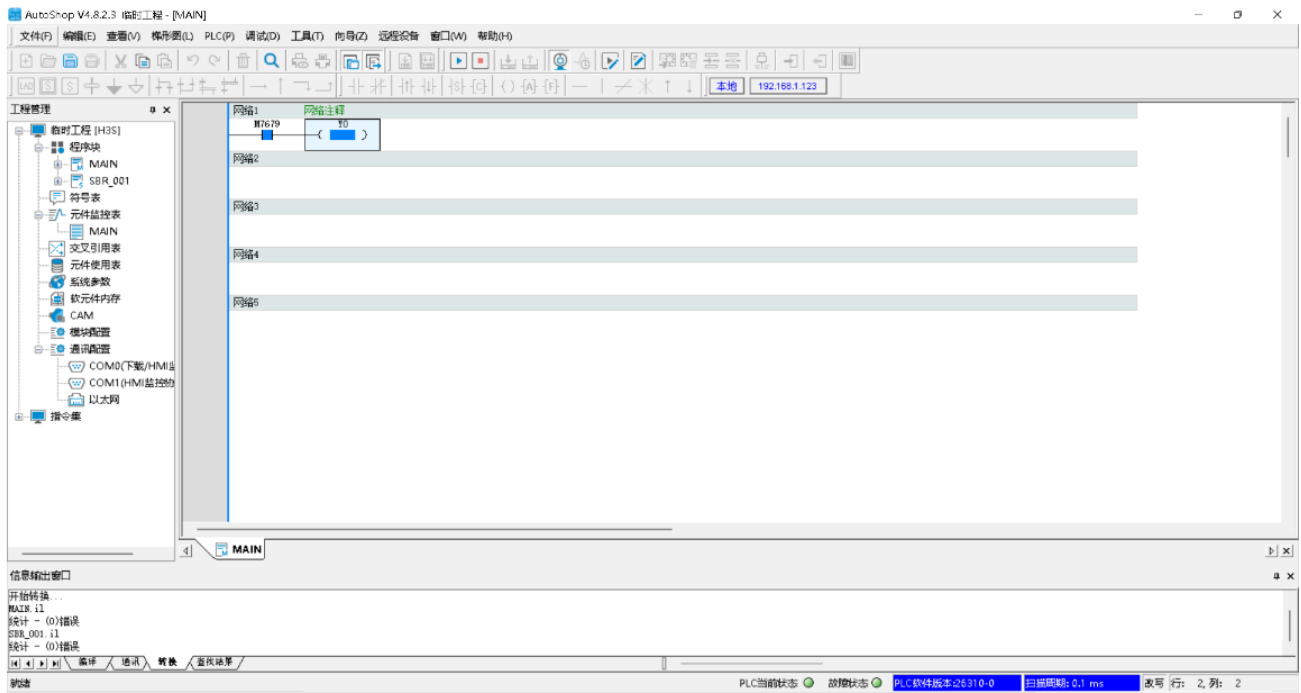 AutoShop V4.8.2.3 临时工程 - [MAIN]
文件(F) 编辑(E) 查看(V) 梯形图(L) PLC(P) 调试(D) 工具(T) 向导(Z) 远程设备 窗口(W) 帮助(H)
LAD S S
本地 192.168.1.123
工程管理
临时工程 [H3S]
程序块
MAIN
SBR_001
符号表
元件监控表
MAIN
交叉引用表
元件使用表
系统参数
软元件内存
CAM
模块配置
通讯配置
COM0(下载/HMI监
COM1(HMI监控协
以太网
指令集
网络1 网络注释
M7679 Y0
网络2
网络3
网络4
网络5
MAIN
信息输出窗口
开始转换...
MAIN.il
统计 - (0)错误
SBR_001.il
统计 - (0)错误
编译 通讯 转换 查找结果
就绪 PLC当前状态 故障状态 PLC软件版本:26310-0 扫描周期: 0.1 ms 改写 行: 2, 列: 2